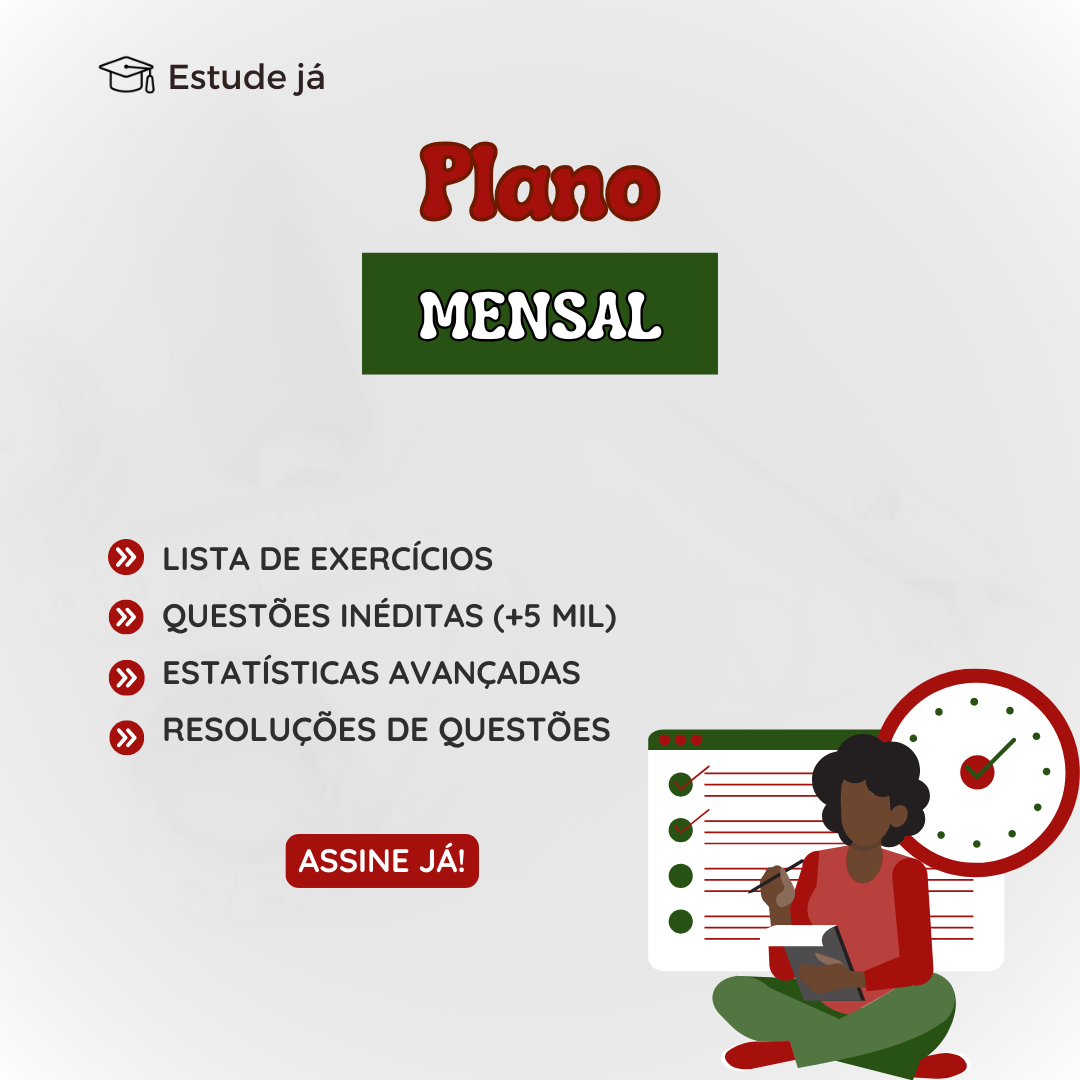 Estude já
Plano
MENSAL
LISTA DE EXERCÍCIOS
QUESTÕES INÉDITAS (+5 MIL)
ESTATÍSTICAS AVANÇADAS
RESOLUÇÕES DE QUESTÕES
ASSINE JÁ!